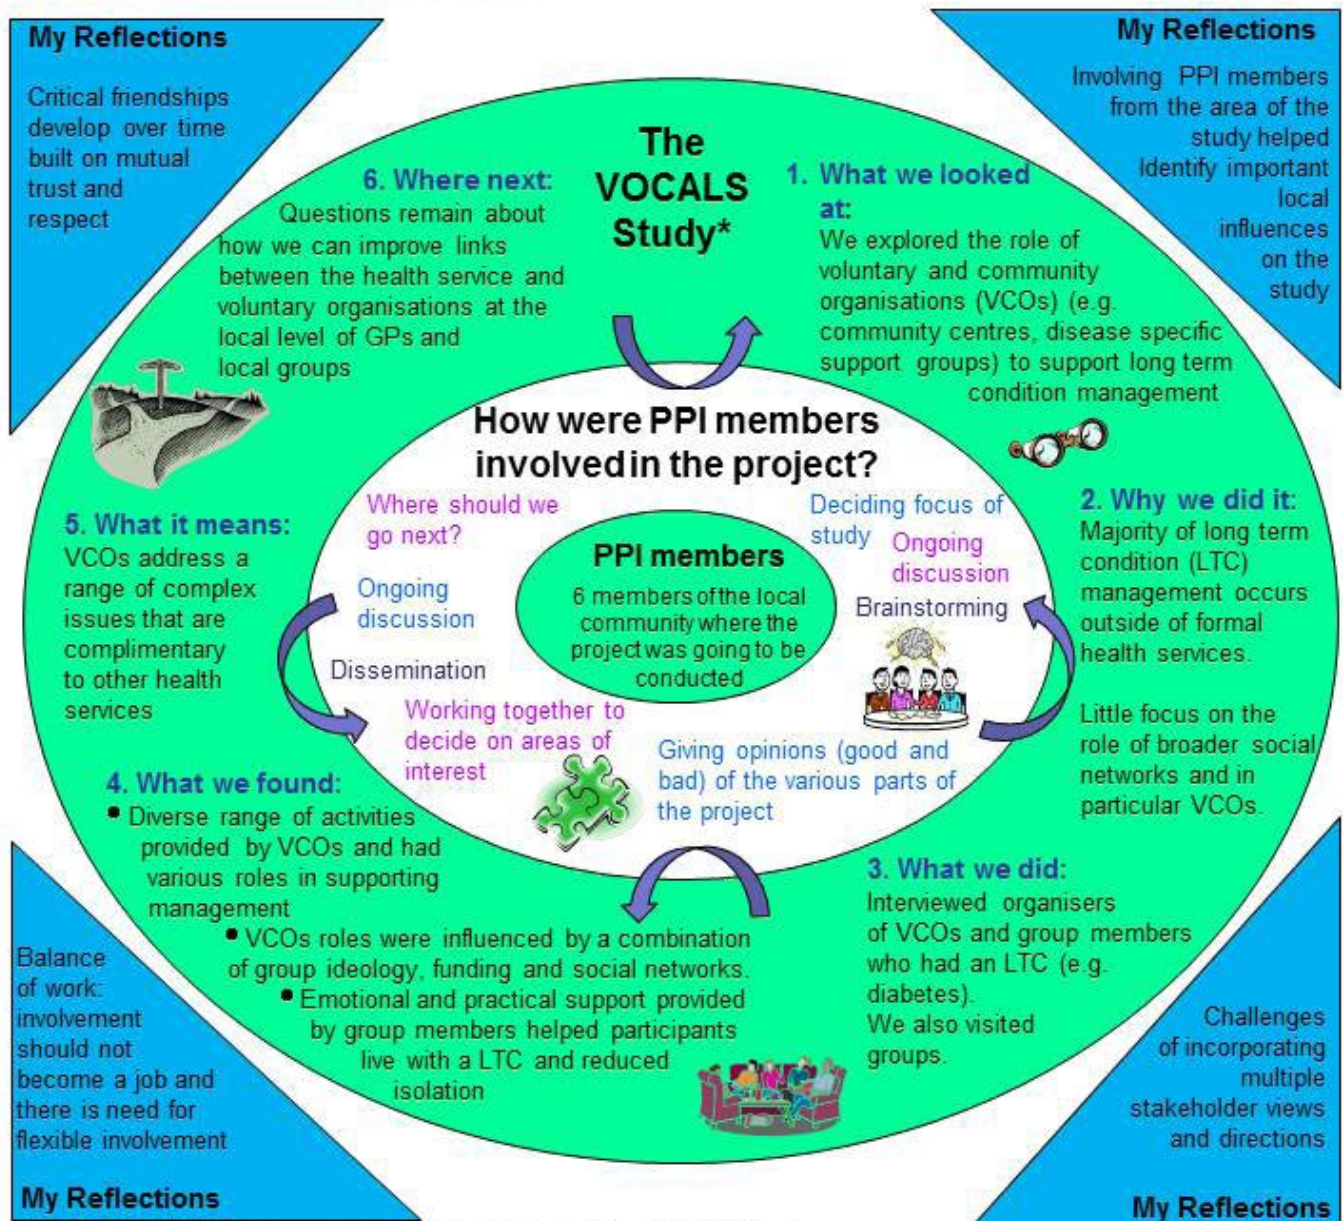 My Reflections
Critical friendships
develop over time
built on mutual
trust and
respect
My Reflections
Involving PPI members
from the area of the
study helped
Identify important
local
influences
on the
study
The
VOCALS
Study*
1. What we looked
at:
We explored the role of
voluntary and community
organisations (VCOs) (e.g.
community centres, disease specific
support groups) to support long term
condition management
2. Why we did it:
Majority of long term
condition (LTC)
management occurs
outside of formal
health services.
Little focus on the
role of broader social
networks and in
particular VCOs.
3. What we did:
Interviewed organisers
of VCOs and group members
who had an LTC (e.g.
diabetes).
We also visited
groups.
4. What we found:
• Diverse range of activities
provided by VCOs and had
various roles in supporting
management
• VCOs roles were influenced by a combination
of group ideology, funding and social networks.
• Emotional and practical support provided
by group members helped participants
live with a LTC and reduced
isolation
5. What it means:
VCOs address a
range of complex
issues that are
complimentary
to other health
services
6. Where next:
Questions remain about
how we can improve links
between the health service and
voluntary organisations at the
local level of GPs and
local groups
How were PPI members
involved in the project?
Where should we
go next?
Ongoing
discussion
Dissemination
Working together to
decide on areas of
interest
Deciding focus of
study
Ongoing
discussion
Brainstorming
Giving opinions (good and
bad) of the various parts of
the project
PPI members
6 members of the local
community where the
project was going to be
conducted
Balance
of work:
involvement
should not
become a job and
there is need for
flexible involvement
My Reflections
Challenges
of incorporating
multiple
stakeholder views
and directions
My Reflections